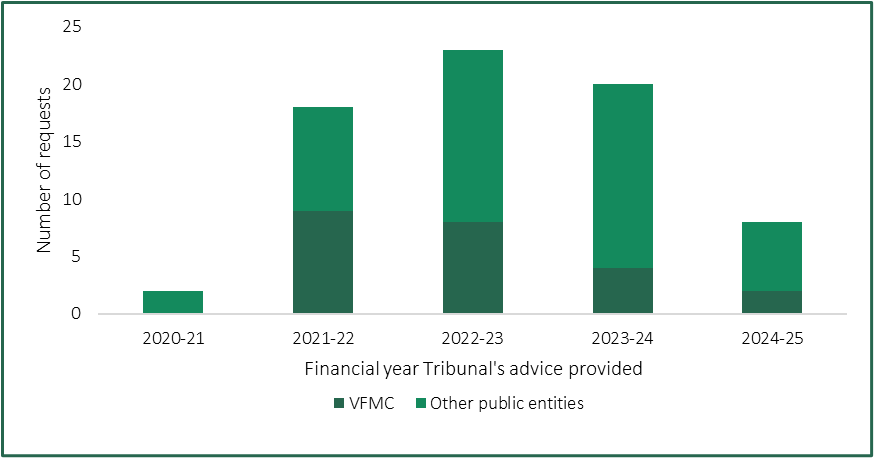 25
20
15
10
5
0
Number of requests
2020-21 2021-22 2022-23 2023-24 2024-25
Financial year Tribunal's advice provided
VFMC Other public entities